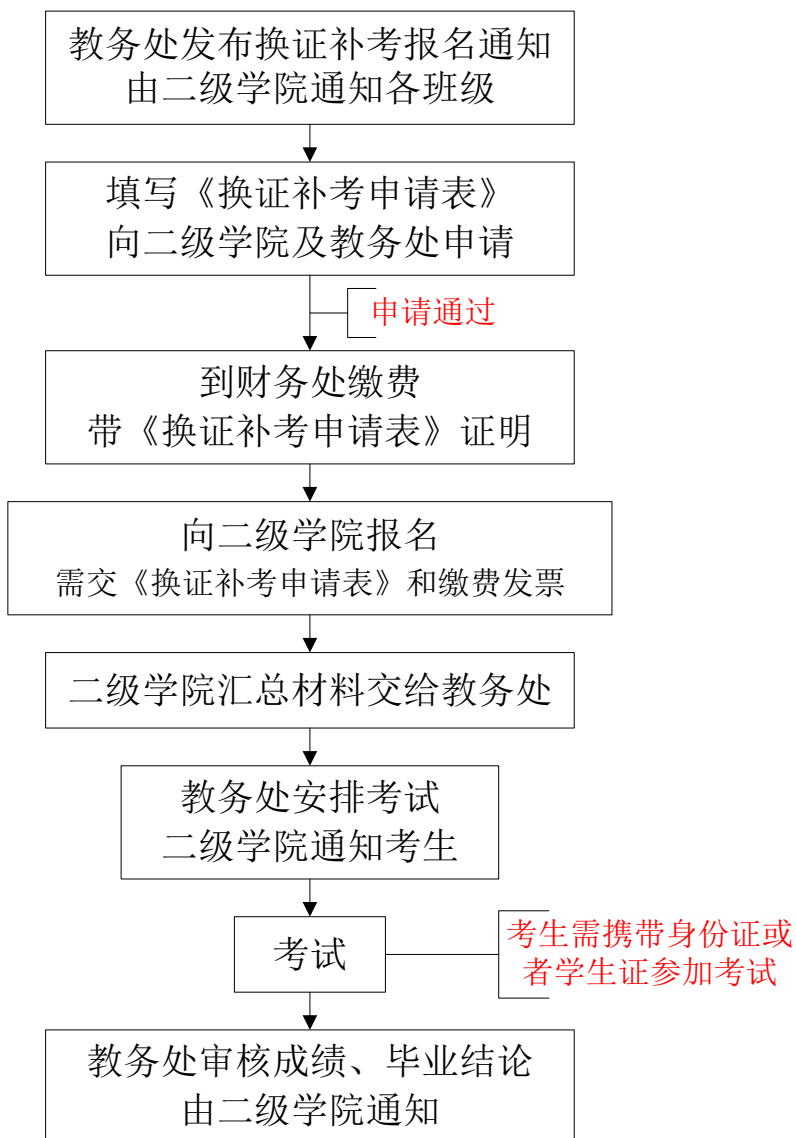 教务处发布换证补考报名通知
由二级学院通知各班级
填写《换证补考申请表》
向二级学院及教务处申请
申请通过
到财务处缴费
带《换证补考申请表》证明
向二级学院报名
需交《换证补考申请表》和缴费发票
二级学院汇总材料交给教务处
教务处安排考试
二级学院通知考生
考试
考生需携带身份证或
者学生证参加考试
教务处审核成绩、毕业结论
由二级学院通知